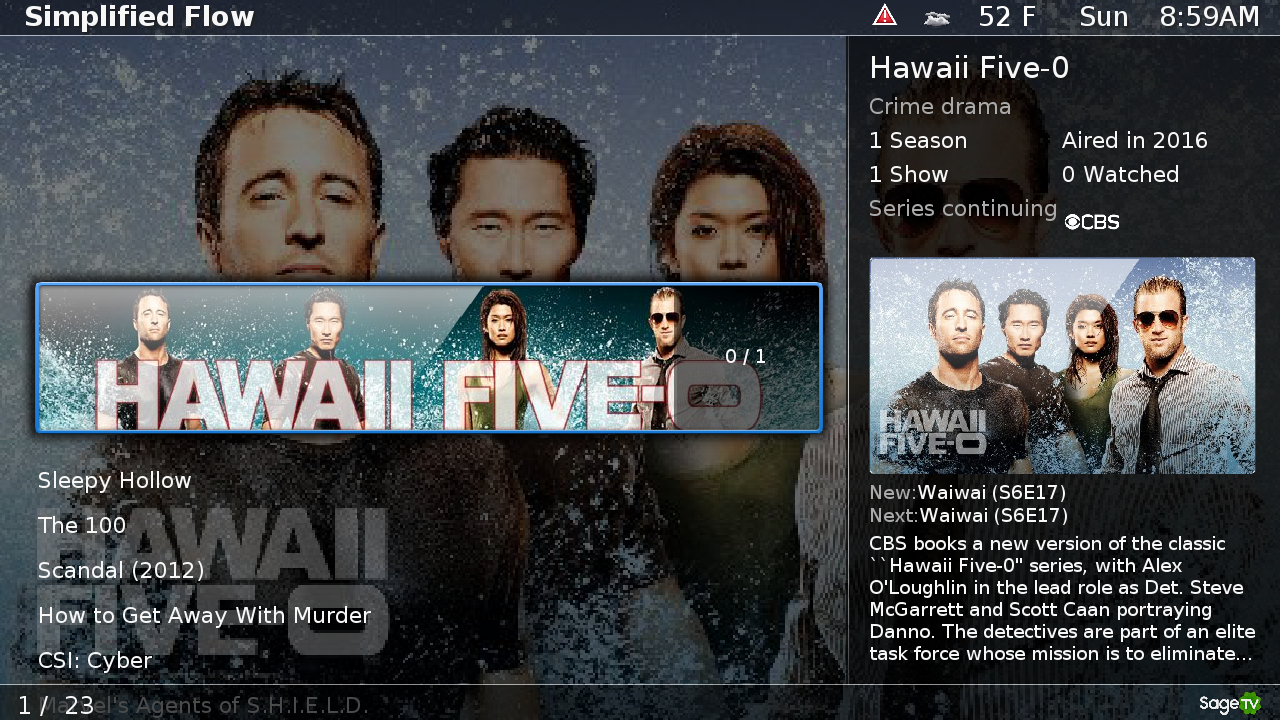 Simplified Flow
52 F Sun 8:59AM
HAWAII FIVE-O
0 / 1
Sleepy Hollow
The 100
Scandal (2012)
How to Get Away With Murder
CSI: Cyber
Marvel's Agents of S.H.I.E.L.D.
1 / 23
HAWAII
FIVE-O
Hawaii Five-0
Crime drama
1 Season Aired in 2016
1 Show 0 Watched
Series continuing CBS
HAWAII
FIVE-O
New:Waiwai (S6E17)
Next:Waiwai (S6E17)
CBS books a new version of the classic
``Hawaii Five-0'' series, with Alex
O'Loughlin in the lead role as Det. Steve
McGarrett and Scott Caan portraying
Danno. The detectives are part of an elite
task force whose mission is to eliminate...
SageTV